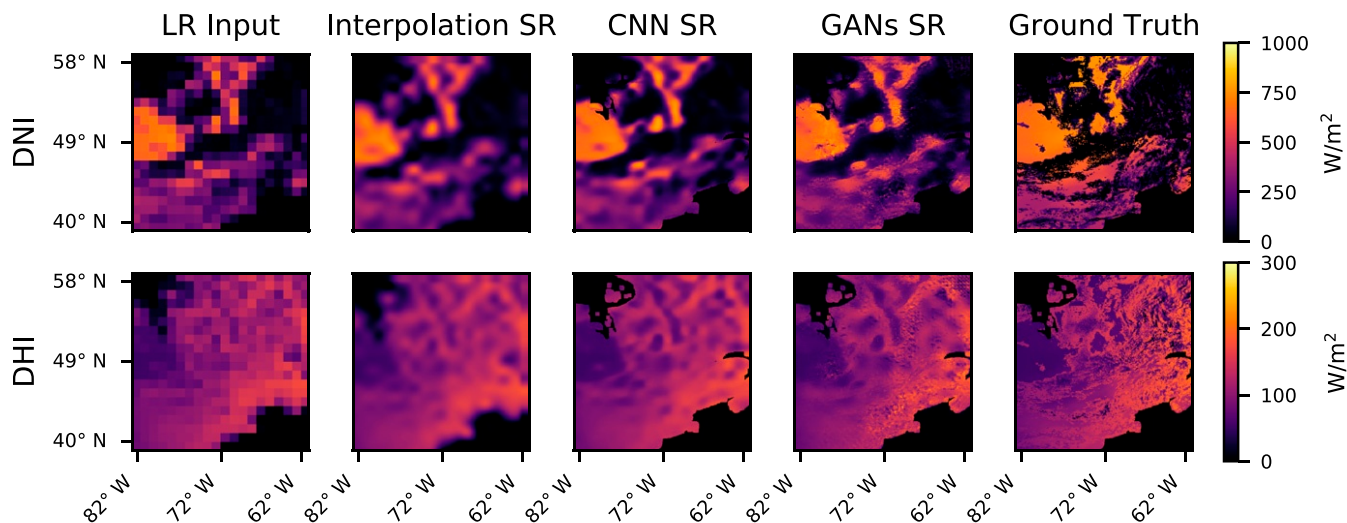 LR Input Interpolation SR CNN SR GANs SR Ground Truth
DNI
58° N
49° N
40° N
1000
750
500
250
0
W/m²
DHI
58° N
49° N
40° N
300
200
100
0
W/m²
82° W 72° W 62° W 82° W 72° W 62° W 82° W 72° W 62° W 82° W 72° W 62° W 82° W 72° W 62° W